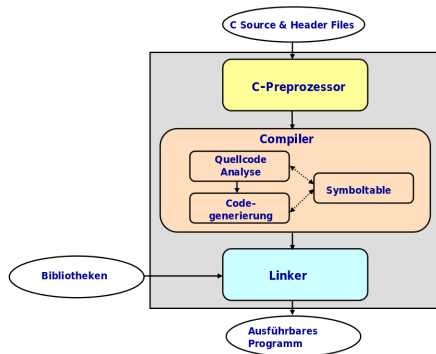 C Source & Header Files
C-Preprozessor
Compiler
Quellcode
Analyse
Symboltable
Code-
generierung
Bibliotheken
Linker
Ausführbares
Programm